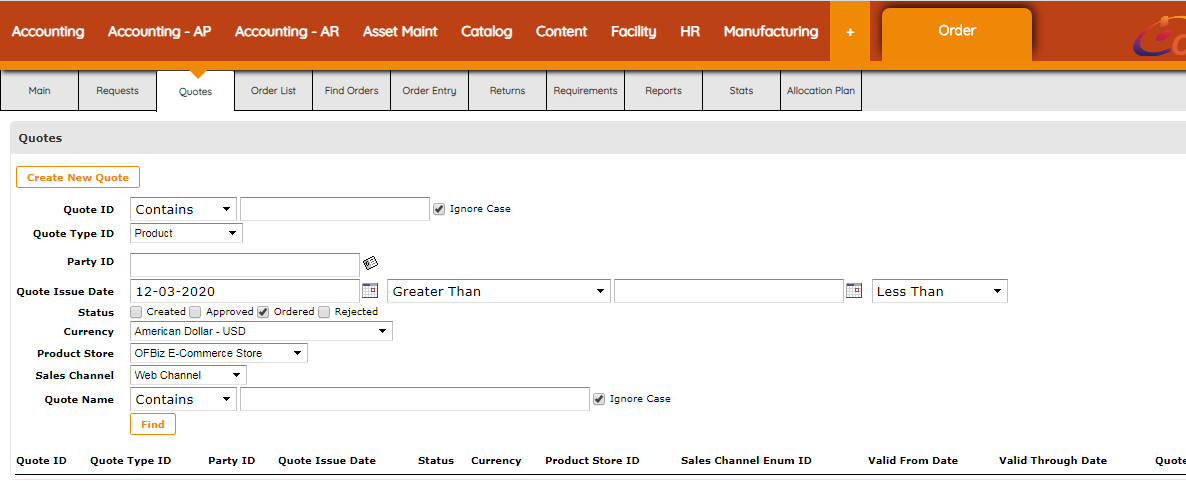 Accounting Accounting - AP Accounting - AR Asset Maint Catalog Content Facility HR Manufacturing + Order
Main Requests Quotes Order List Find Orders Order Entry Returns Requirements Reports Stats Allocation Plan
Quotes
Create New Quote
Quote ID Contains Ignore Case
Quote Type ID Product
Party ID
Quote Issue Date 12-03-2020 Greater Than Less Than
Status Created Approved Ordered Rejected
Currency American Dollar - USD
Product Store OFBiz E-Commerce Store
Sales Channel Web Channel
Quote Name Contains Ignore Case
Find
Quote ID Quote Type ID Party ID Quote Issue Date Status Currency Product Store ID Sales Channel Enum ID Valid From Date Valid Through Date Quote